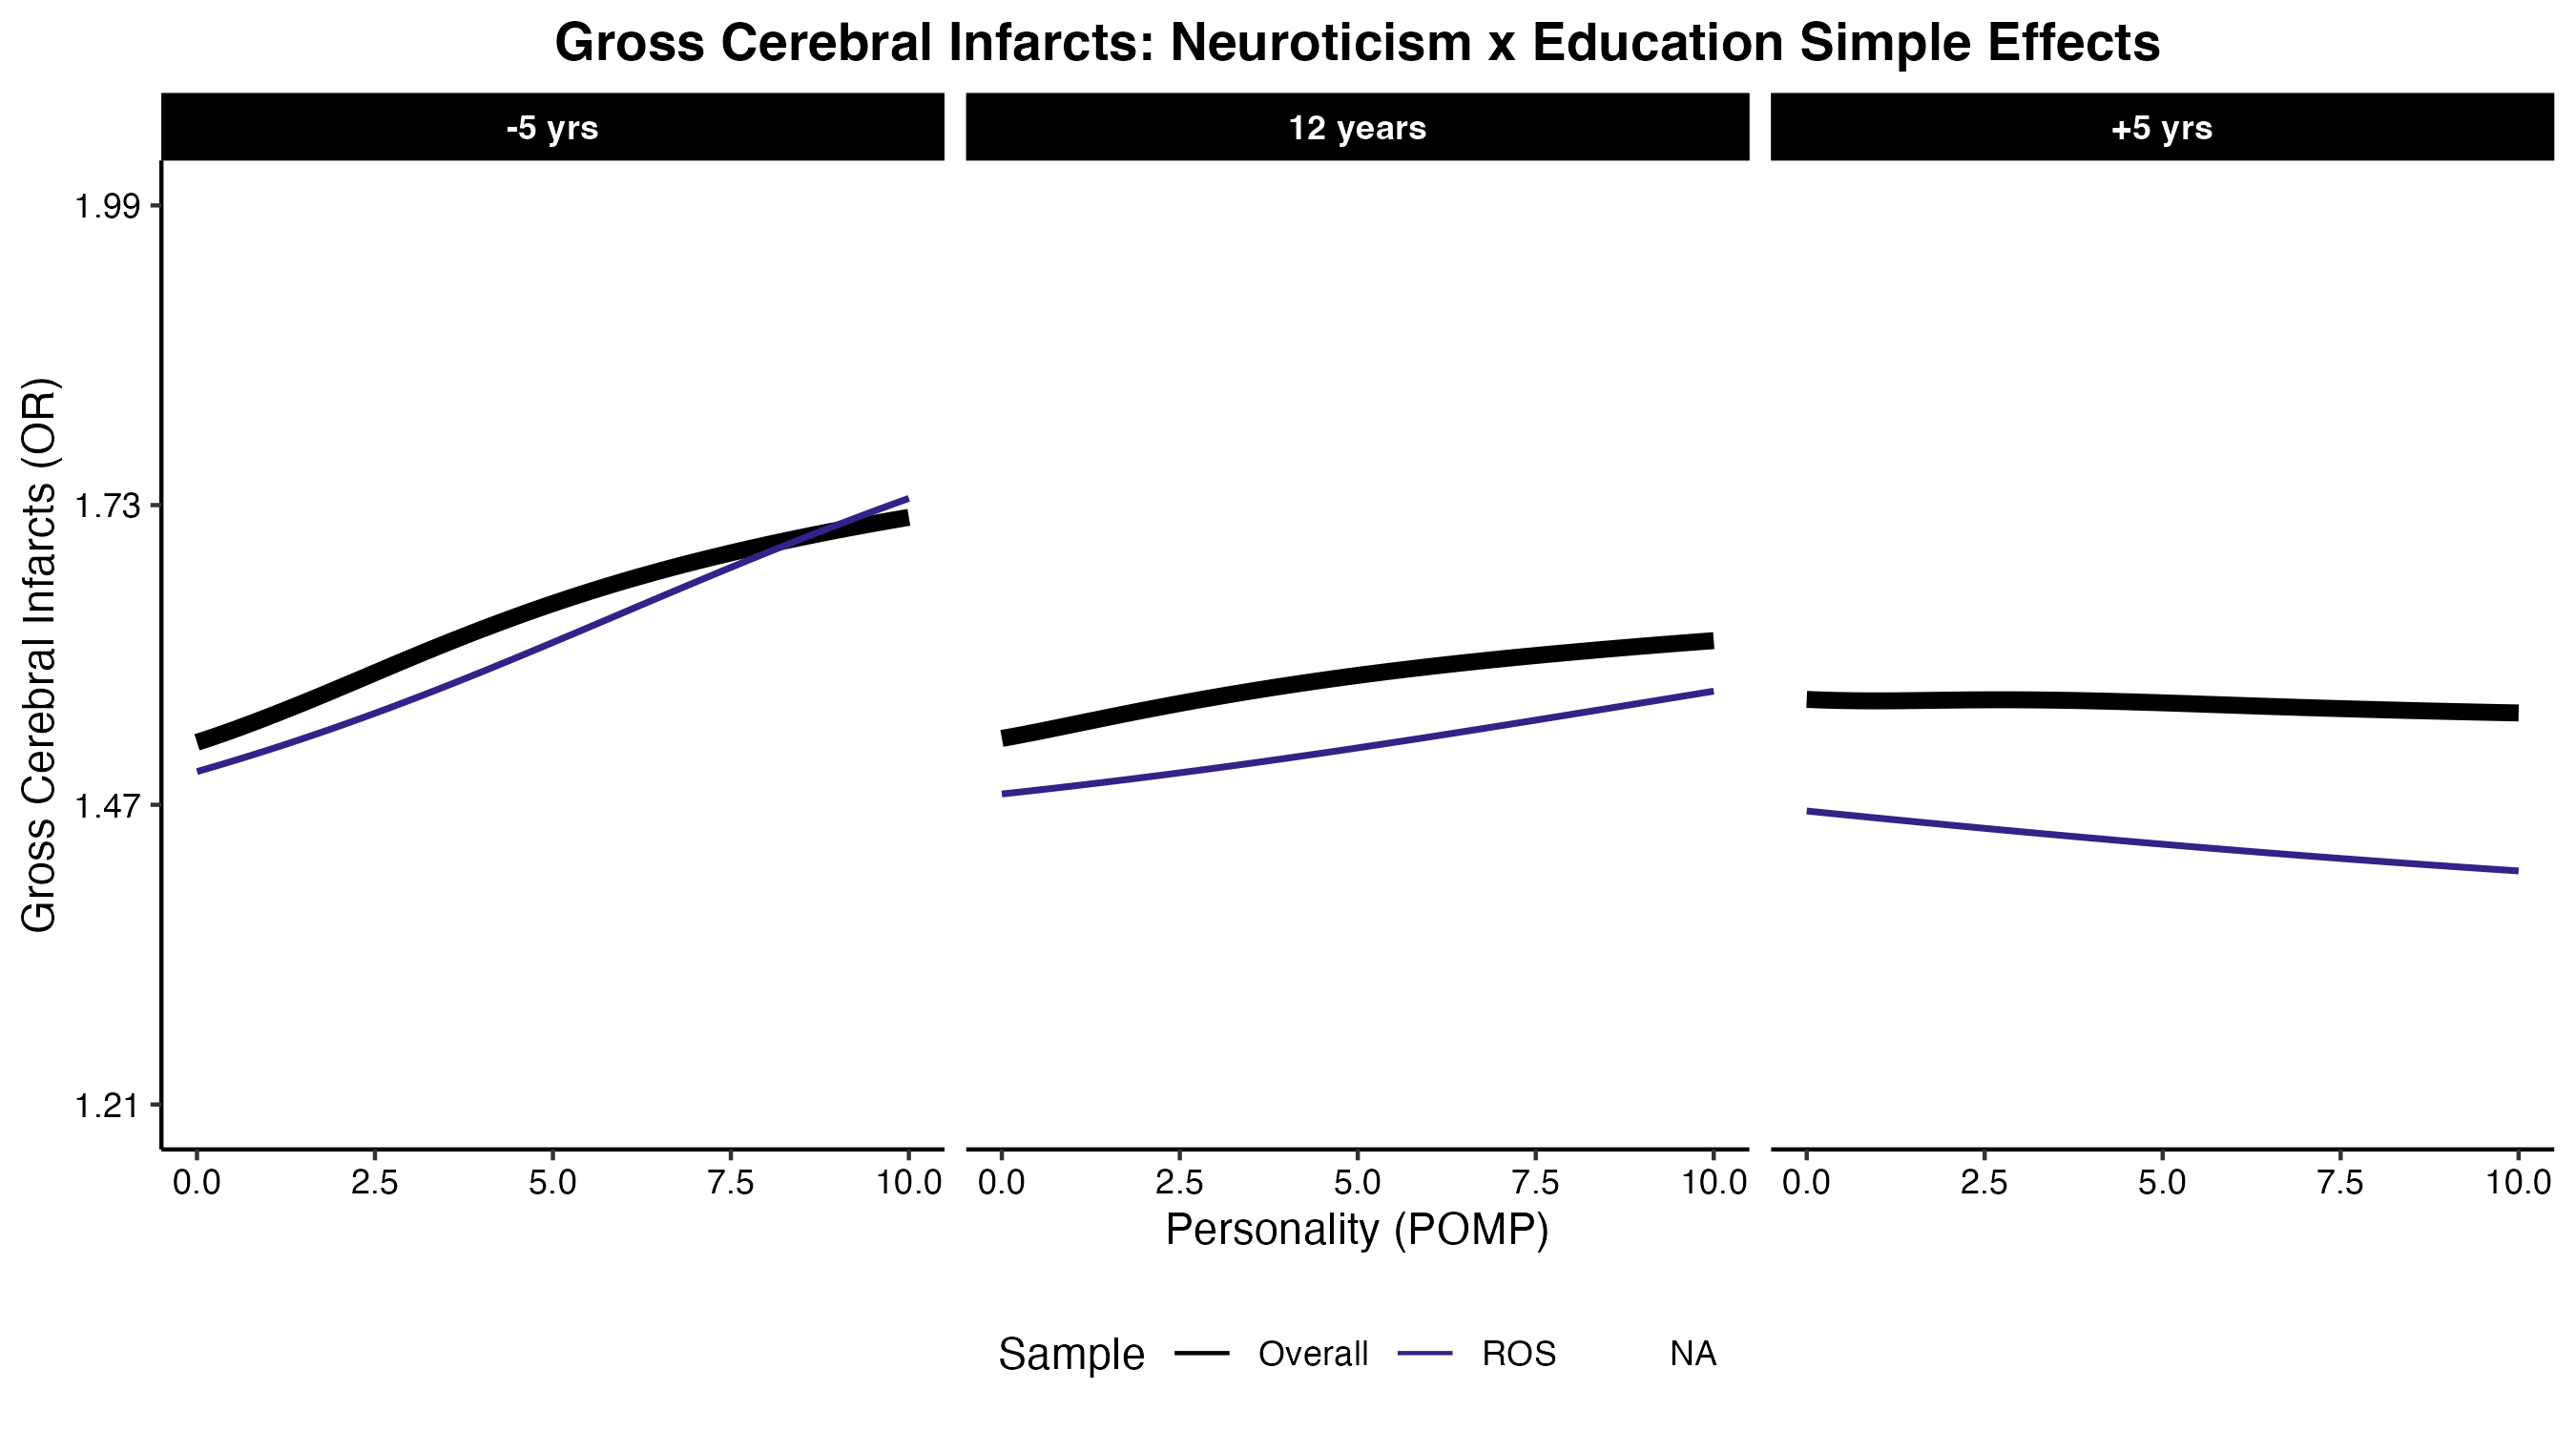 Gross Cerebral Infarcts: Neuroticism x Education Simple Effects
-5 yrs 12 years +5 yrs
Gross Cerebral Infarcts (OR)
1.99
1.73
1.47
1.21
0.0 2.5 5.0 7.5 10.0 0.0 2.5 5.0 7.5 10.0 0.0 2.5 5.0 7.5 10.0
Personality (POMP)
Sample Overall ROS NA